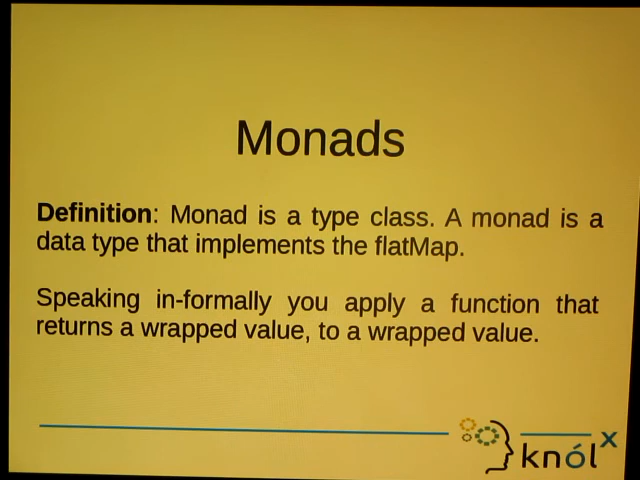 Monads
Definition: Monad is a type class. A monad is a
data type that implements the flatMap.
Speaking in-formally you apply a function that
returns a wrapped value, to a wrapped value.
knólx